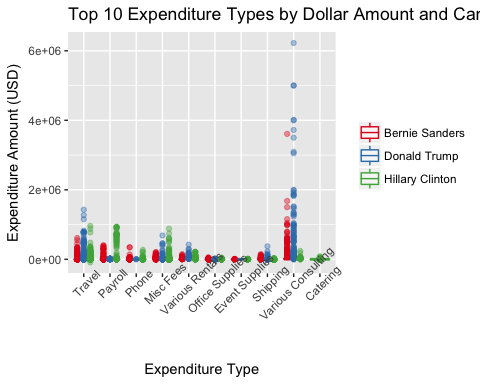 Top 10 Expenditure Types by Dollar Amount and Can
Expenditure Amount (USD)
6e+06
4e+06
2e+06
0e+00
Travel
Payroll
Phone
Misc Fees
Various Rentals
Office Supplies
Event Supplies
Shipping
Various Consulting
Catering
Expenditure Type
Bernie Sanders
Donald Trump
Hillary Clinton